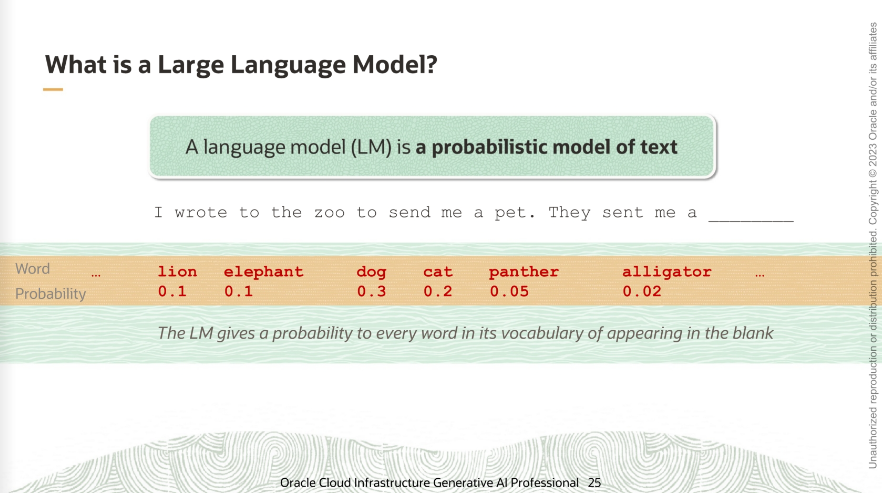 What is a Large Language Model?
A language model (LM) is a probabilistic model of text
I wrote to the zoo to send me a pet. They sent me a ________
Word … lion elephant dog cat panther alligator …
Probability 0.1 0.1 0.3 0.2 0.05 0.02
The LM gives a probability to every word in its vocabulary of appearing in the blank
Oracle Cloud Infrastructure Generative AI Professional 25
Unauthorized reproduction or distribution prohibited. Copyright © 2023 Oracle and/or its affiliates